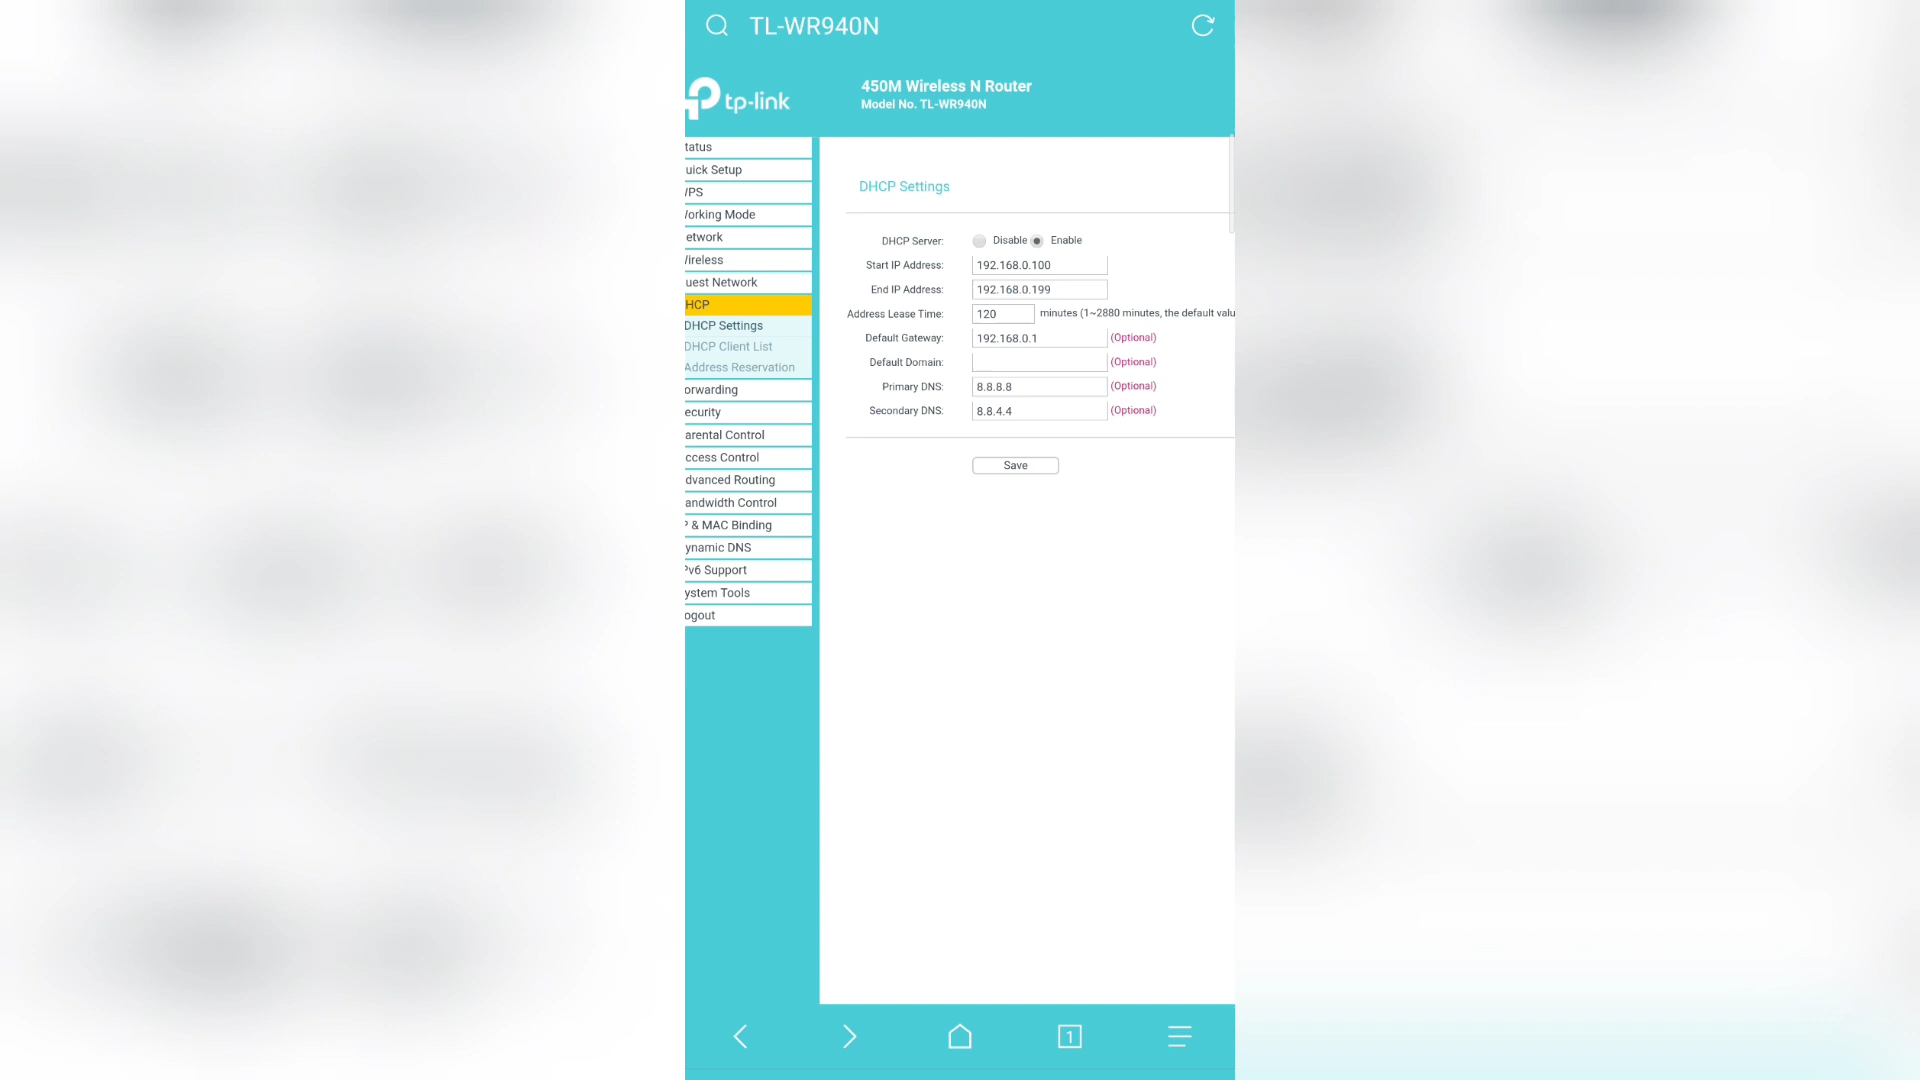 TL-WR940N
tp-link
450M Wireless N Router
Model No. TL-WR940N
tatus
uick Setup
PS
orking Mode
etwork
ireless
uest Network
HCP
DHCP Settings
DHCP Client List
Address Reservation
orwarding
ecurity
arental Control
ccess Control
dvanced Routing
andwidth Control
P & MAC Binding
ynamic DNS
Pv6 Support
ystem Tools
ogout
DHCP Settings
DHCP Server: Disable Enable
Start IP Address: 192.168.0.100
End IP Address: 192.168.0.199
Address Lease Time: 120 minutes (1~2880 minutes, the default valu
Default Gateway: 192.168.0.1 (Optional)
Default Domain: (Optional)
Primary DNS: 8.8.8.8 (Optional)
Secondary DNS: 8.8.4.4 (Optional)
Save
1